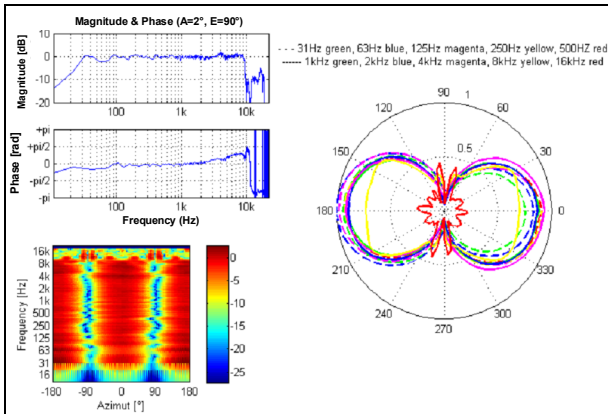 Magnitude & Phase (A=2°, E=90°)
Magnitude [dB]
10
0
-10
-20
100
1k
10k
Phase [rad]
+pi
+pi/2
0
-pi/2
-pi
100
1k
10k
Frequency (Hz)
- - - 31Hz green, 63Hz blue, 125Hz magenta, 250Hz yellow, 500HZ red
------ 1kHz green, 2kHz blue, 4kHz magenta, 8kHz yellow, 16kHz red
90
1
120
60
150
0.5
30
180
0
210
330
240
300
270
Frequency [Hz]
16k
8k
4k
2k
1k
500
250
125
63
31
16
-180
-90
0
90
180
Azimut [°]
0
-5
-10
-15
-20
-25